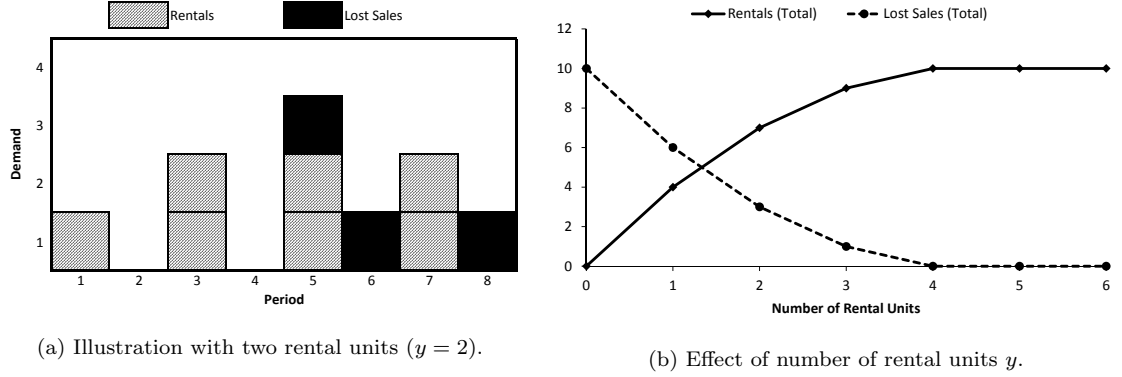 Rentals Lost Sales
4
3
2
1
Demand
1 2 3 4 5 6 7 8
Period
(a) Illustration with two rental units (y = 2).
Rentals (Total) Lost Sales (Total)
12
10
8
6
4
2
0
0 1 2 3 4 5 6
Number of Rental Units
(b) Effect of number of rental units y.